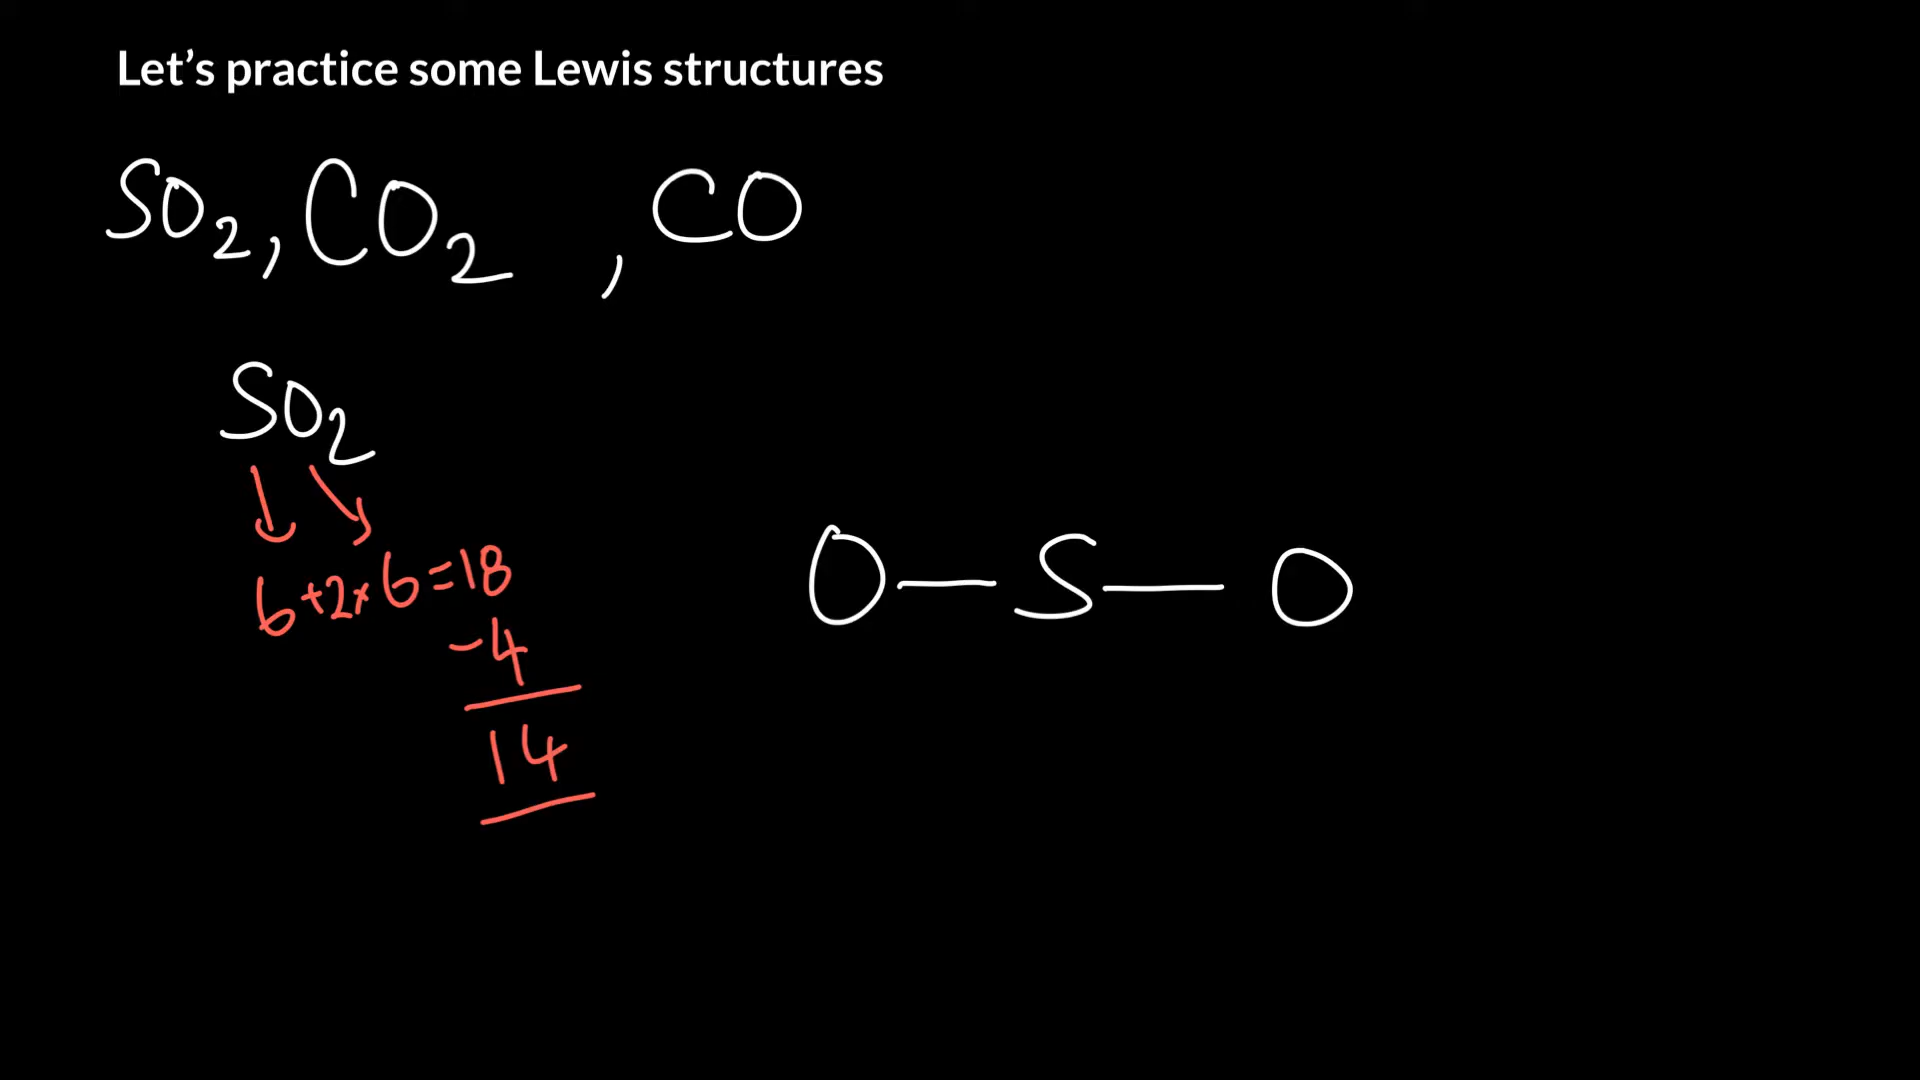 Let’s practice some Lewis structures
SO₂, CO₂ , CO
SO₂
6+2×6=18
-4
14
O—S—O